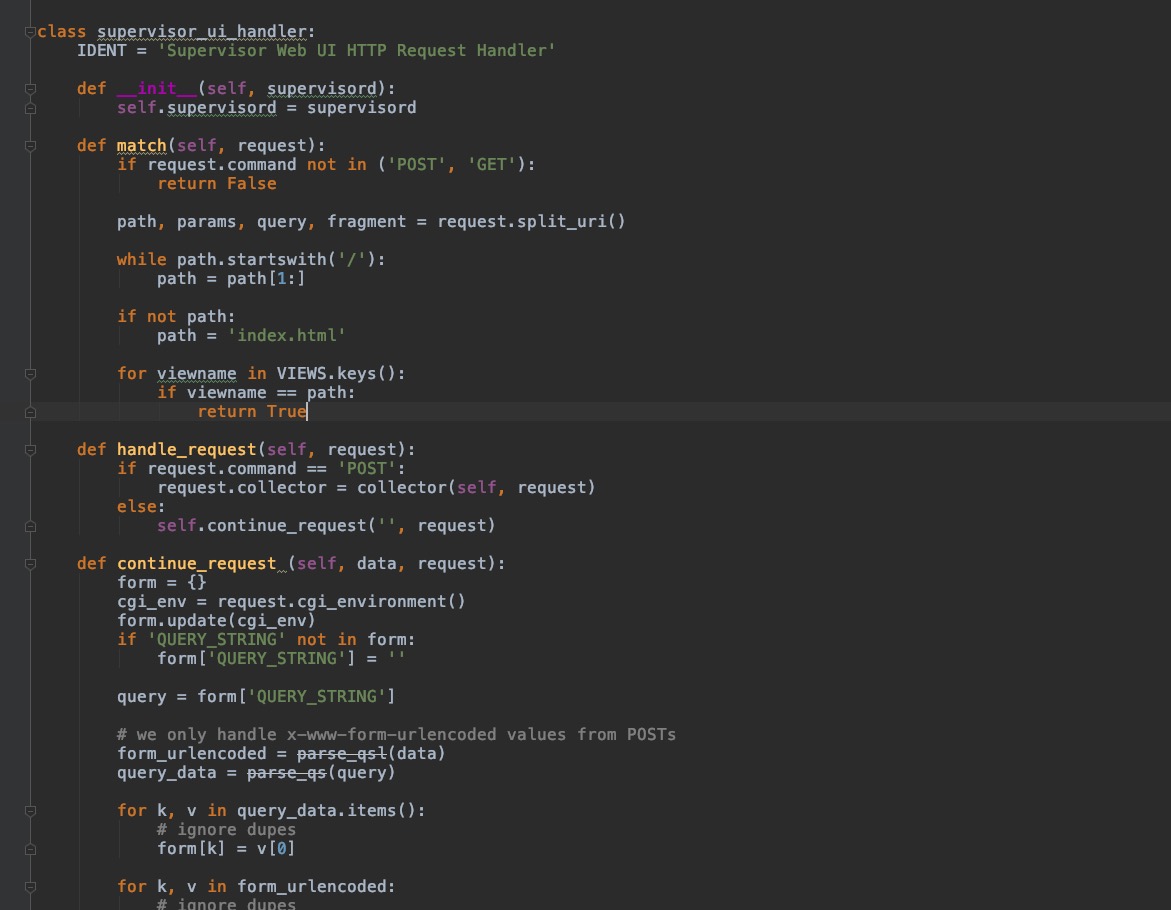 class supervisor_ui_handler:
    IDENT = 'Supervisor Web UI HTTP Request Handler'

    def __init__(self, supervisord):
        self.supervisord = supervisord

    def match(self, request):
        if request.command not in ('POST', 'GET'):
            return False

        path, params, query, fragment = request.split_uri()

        while path.startswith('/'):
            path = path[1:]

        if not path:
            path = 'index.html'

        for viewname in VIEWS.keys():
            if viewname == path:
                return True

    def handle_request(self, request):
        if request.command == 'POST':
            request.collector = collector(self, request)
        else:
            self.continue_request('', request)

    def continue_request (self, data, request):
        form = {}
        cgi_env = request.cgi_environment()
        form.update(cgi_env)
        if 'QUERY_STRING' not in form:
            form['QUERY_STRING'] = ''

        query = form['QUERY_STRING']

        # we only handle x-www-form-urlencoded values from POSTs
        form_urlencoded = parse_qsl(data)
        query_data = parse_qs(query)

        for k, v in query_data.items():
            # ignore dupes
            form[k] = v[0]

        for k, v in form_urlencoded:
            # ignore dupes